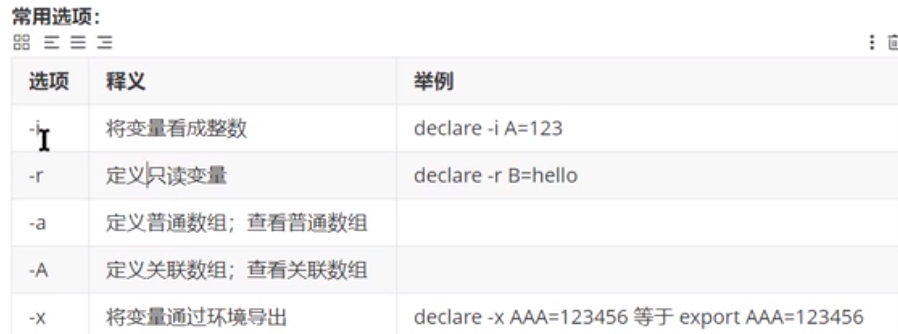 常用选项：
选项 释义 举例
-i 将变量看成整数 declare -i A=123
-r 定义只读变量 declare -r B=hello
-a 定义普通数组；查看普通数组
-A 定义关联数组；查看关联数组
-x 将变量通过环境导出 declare -x AAA=123456 等于 export AAA=123456